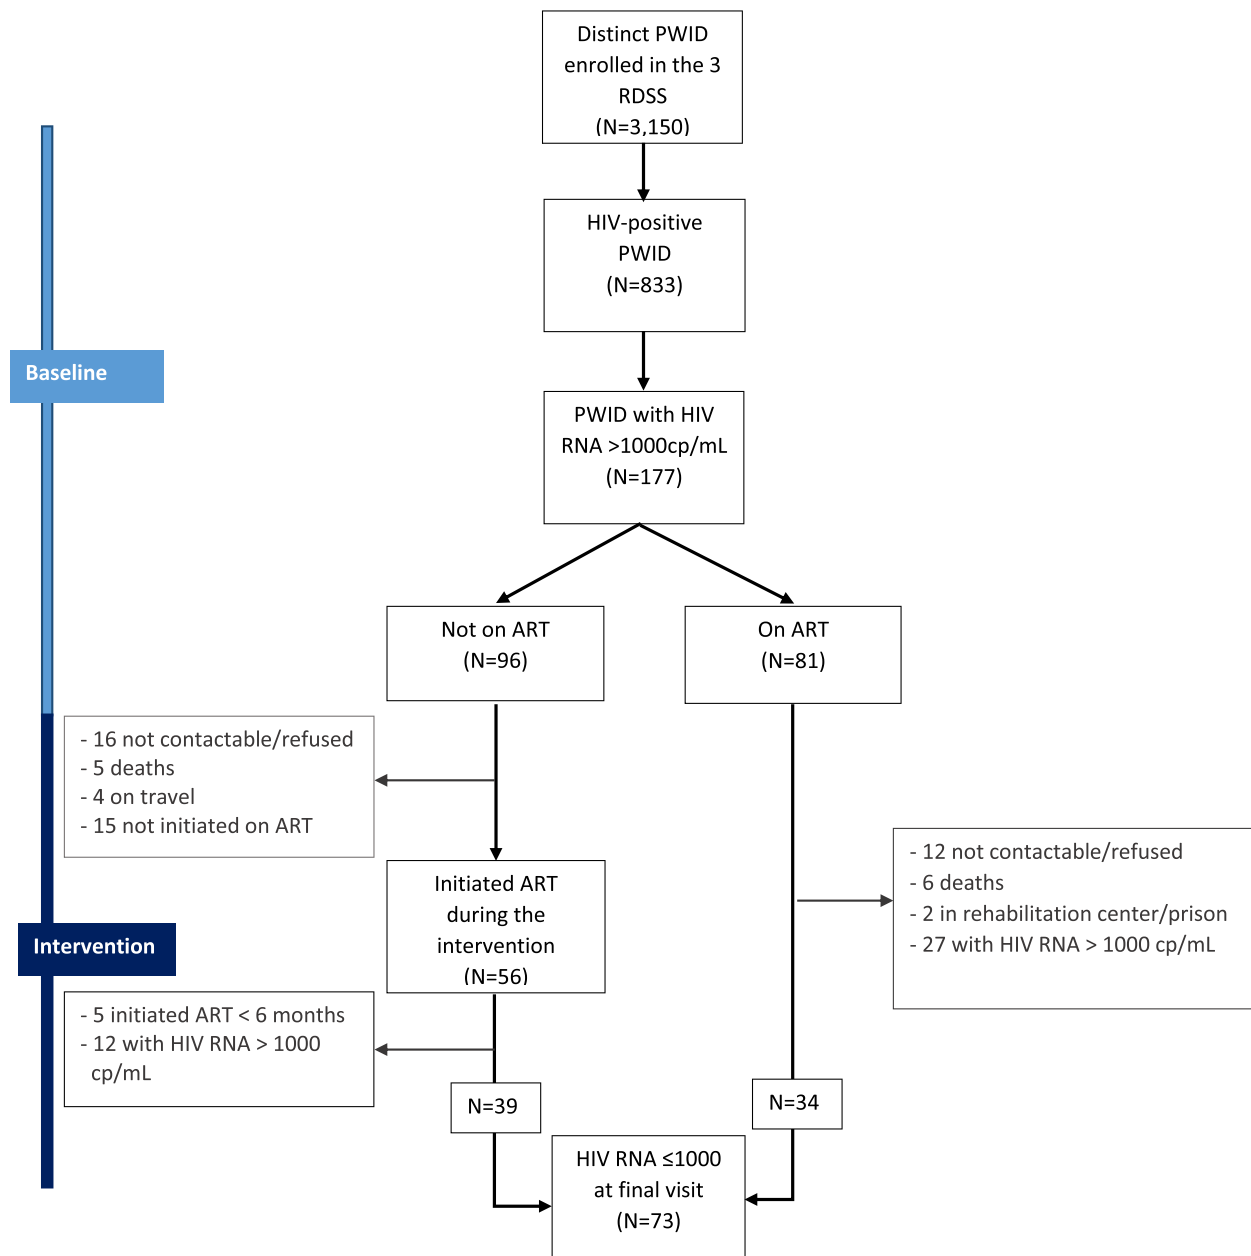 Distinct PWID
enrolled in the 3
RDSS
(N=3,150)
HIV-positive
PWID
(N=833)
Baseline
PWID with HIV
RNA >1000cp/mL
(N=177)
Not on ART
(N=96)
On ART
(N=81)
- 16 not contactable/refused
- 5 deaths
- 4 on travel
- 15 not initiated on ART
- 12 not contactable/refused
- 6 deaths
- 2 in rehabilitation center/prison
- 27 with HIV RNA > 1000 cp/mL
Initiated ART
during the
intervention
(N=56)
Intervention
- 5 initiated ART < 6 months
- 12 with HIV RNA > 1000
cp/mL
N=39
N=34
HIV RNA ≤1000
at final visit
(N=73)